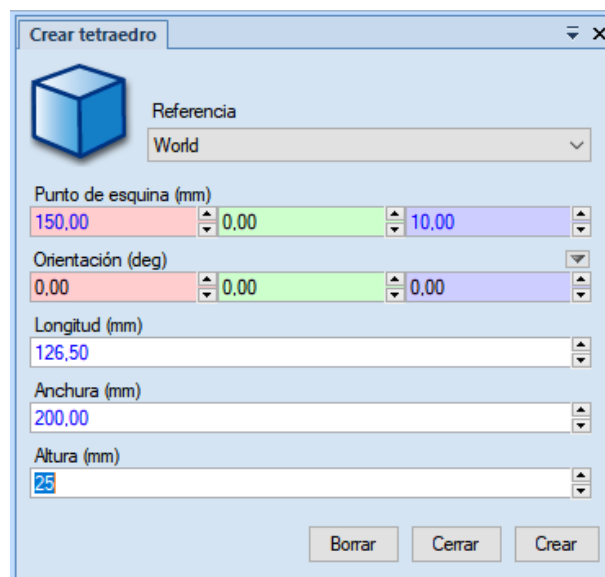 Crear tetraedro
Referencia
World
Punto de esquina (mm)
150,00 0,00 10,00
Orientación (deg)
0,00 0,00 0,00
Longitud (mm)
126,50
Anchura (mm)
200,00
Altura (mm)
25
Borrar Cerrar Crear